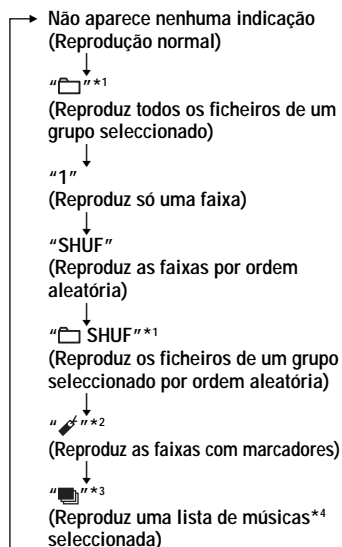 Não aparece nenhuma indicação
(Reprodução normal)
“ ”*1
(Reproduz todos os ficheiros de um
grupo seleccionado)
“1”
(Reproduz só uma faixa)
“SHUF”
(Reproduz as faixas por ordem
aleatória)
“ SHUF”*1
(Reproduz os ficheiros de um grupo
seleccionado por ordem aleatória)
“ ”*2
(Reproduz as faixas com marcadores)
“ ”*3
(Reproduz uma lista de músicas*4
seleccionada)